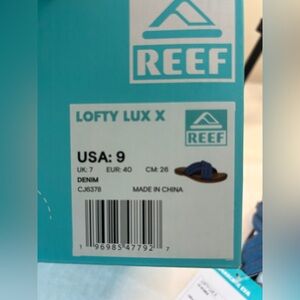 REEF
LOFTY LUX X
REEF
USA: 9
UK: 7 EUR: 40 CM: 26
DENIM
CJ6378 MADE IN CHINA
1 96985 47792 7